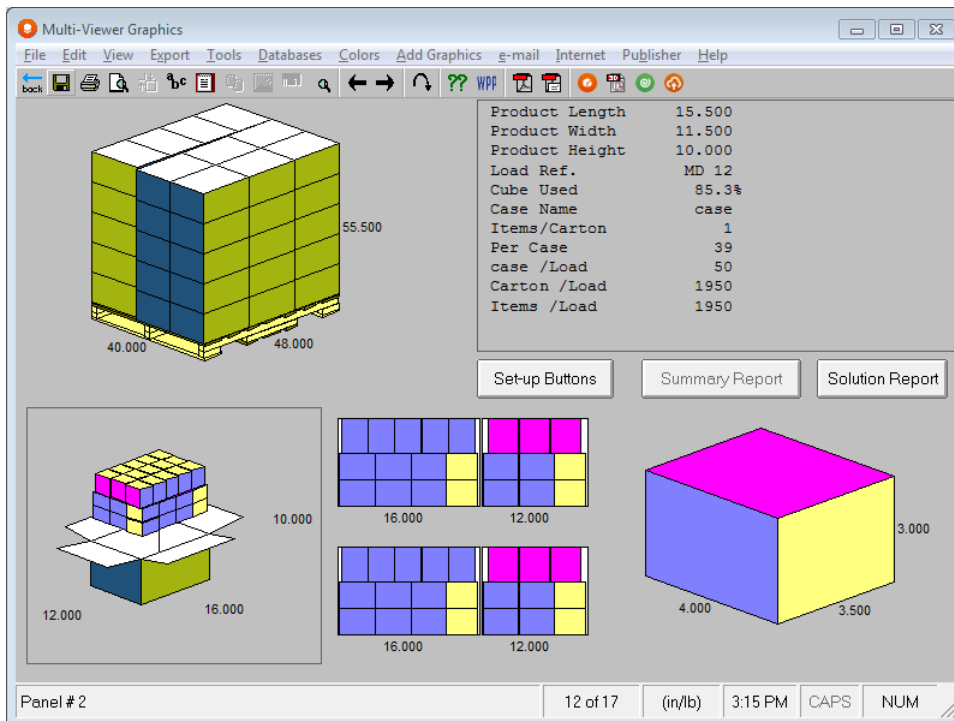 Multi-Viewer Graphics
File Edit View Export Tools Databases Colors Add Graphics e-mail Internet Publisher Help
back abc ?? WPP
Product Length 15.500
Product Width 11.500
Product Height 10.000
Load Ref. MD 12
Cube Used 85.3%
Case Name case
Items/Carton 1
Per Case 39
case /Load 50
Carton /Load 1950
Items /Load 1950
55.500
40.000 48.000
Set-up Buttons Summary Report Solution Report
10.000
12.000 16.000
16.000 12.000
16.000 12.000
3.000
4.000 3.500
Panel # 2 12 of 17 (in/lb) 3:15 PM CAPS NUM